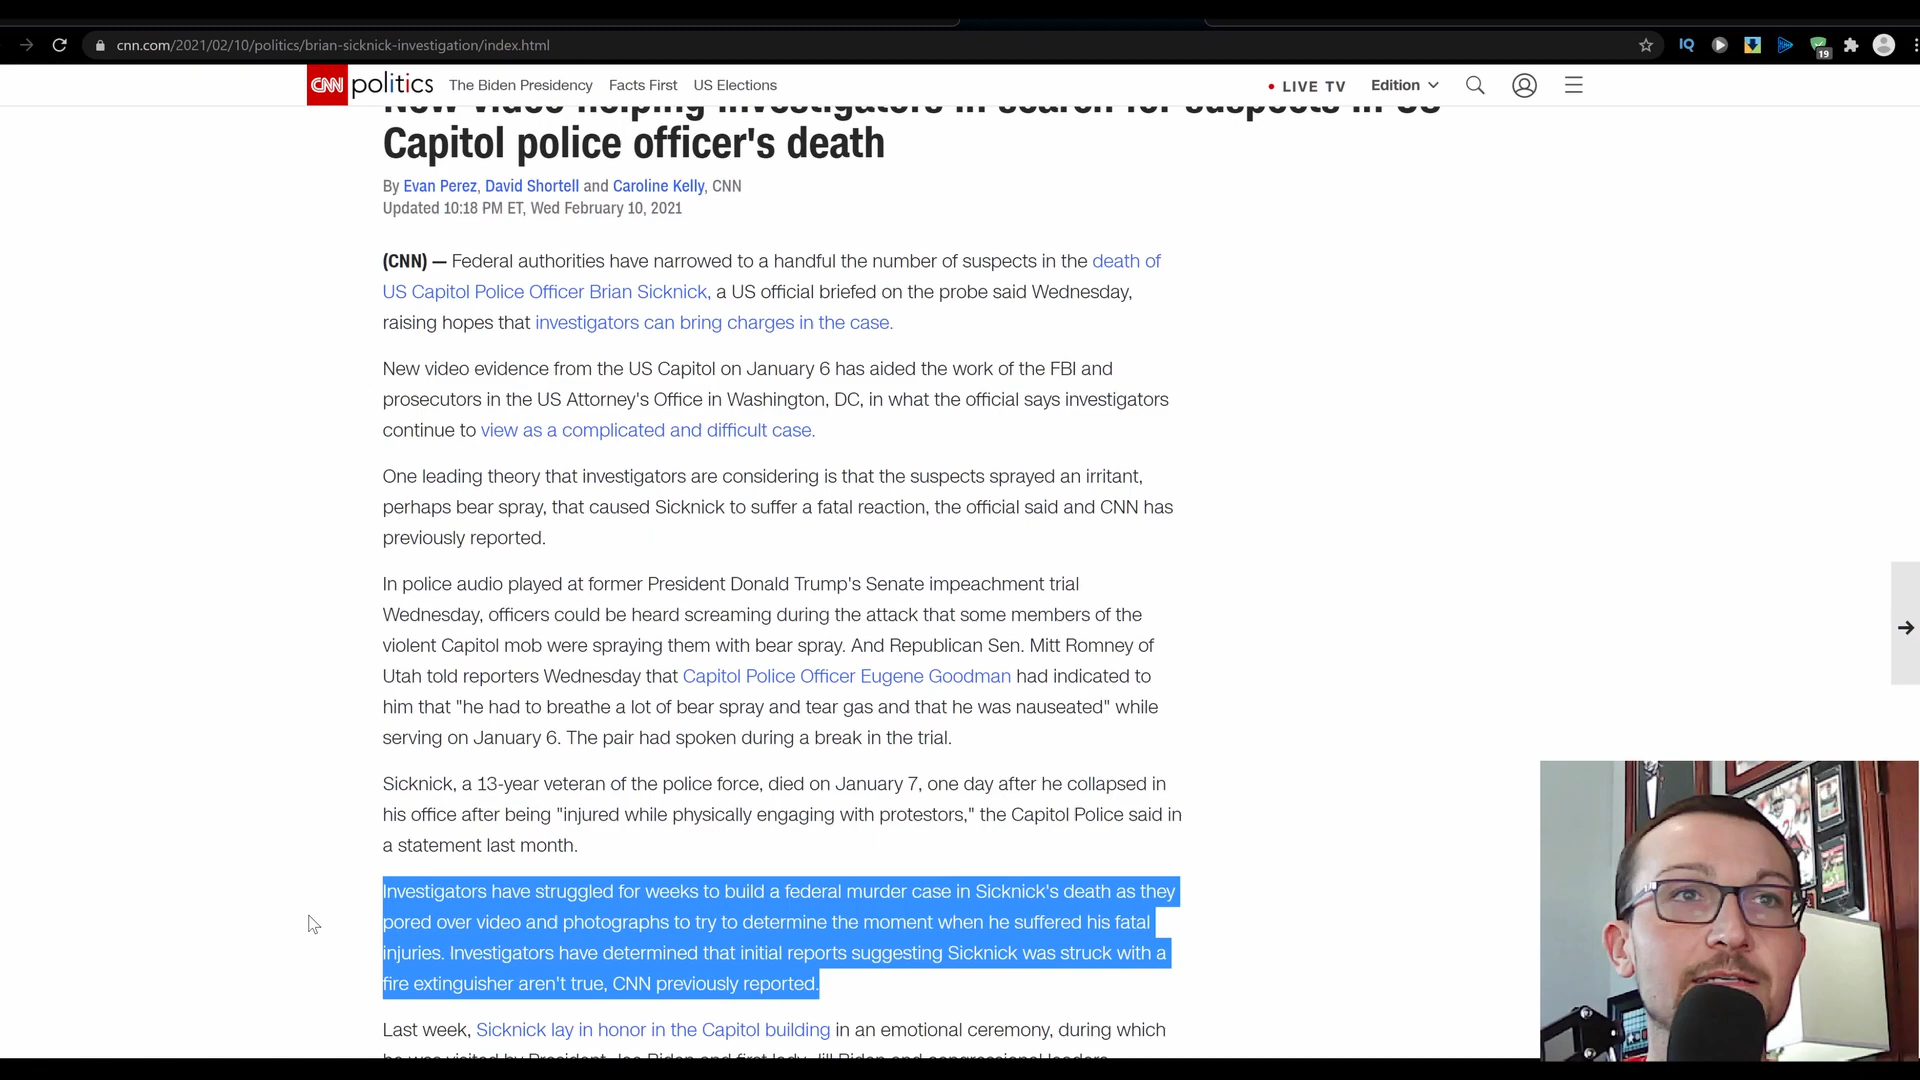 cnn.com/2021/02/10/politics/brian-sicknick-investigation/index.html
IQ
19
CNN politics The Biden Presidency Facts First US Elections
LIVE TV Edition
New video helping investigators in search for suspects in US
Capitol police officer's death
By Evan Perez, David Shortell and Caroline Kelly, CNN
Updated 10:18 PM ET, Wed February 10, 2021
(CNN) — Federal authorities have narrowed to a handful the number of suspects in the death of
US Capitol Police Officer Brian Sicknick, a US official briefed on the probe said Wednesday,
raising hopes that investigators can bring charges in the case.
New video evidence from the US Capitol on January 6 has aided the work of the FBI and
prosecutors in the US Attorney's Office in Washington, DC, in what the official says investigators
continue to view as a complicated and difficult case.
One leading theory that investigators are considering is that the suspects sprayed an irritant,
perhaps bear spray, that caused Sicknick to suffer a fatal reaction, the official said and CNN has
previously reported.
In police audio played at former President Donald Trump's Senate impeachment trial
Wednesday, officers could be heard screaming during the attack that some members of the
violent Capitol mob were spraying them with bear spray. And Republican Sen. Mitt Romney of
Utah told reporters Wednesday that Capitol Police Officer Eugene Goodman had indicated to
him that "he had to breathe a lot of bear spray and tear gas and that he was nauseated" while
serving on January 6. The pair had spoken during a break in the trial.
Sicknick, a 13-year veteran of the police force, died on January 7, one day after he collapsed in
his office after being "injured while physically engaging with protestors," the Capitol Police said in
a statement last month.
Investigators have struggled for weeks to build a federal murder case in Sicknick's death as they
pored over video and photographs to try to determine the moment when he suffered his fatal
injuries. Investigators have determined that initial reports suggesting Sicknick was struck with a
fire extinguisher aren't true, CNN previously reported.
Last week, Sicknick lay in honor in the Capitol building in an emotional ceremony, during which
he was visited by President Joe Biden and first lady Jill Biden and congressional leaders